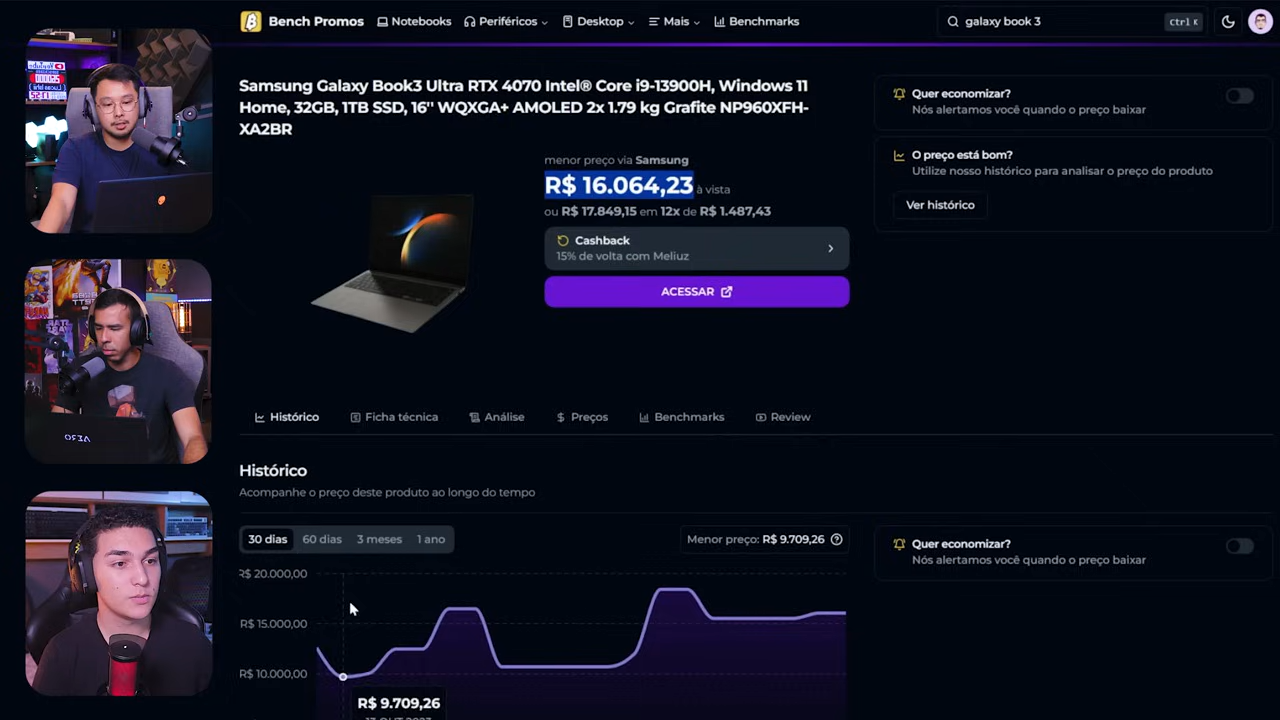 Bench Promos
Notebooks
Periféricos
Desktop
Mais
Benchmarks
galaxy book 3
Ctrl K
Samsung Galaxy Book3 Ultra RTX 4070 Intel® Core i9-13900H, Windows 11
Home, 32GB, 1TB SSD, 16'' WQXGA+ AMOLED 2x 1.79 kg Grafite NP960XFH-
XA2BR
menor preço via Samsung
R$ 16.064,23 à vista
ou R$ 17.849,15 em 12x de R$ 1.487,43
Cashback
15% de volta com Meliuz
ACESSAR
Quer economizar?
Nós alertamos você quando o preço baixar
O preço está bom?
Utilize nosso histórico para analisar o preço do produto
Ver histórico
Histórico
Ficha técnica
Análise
Preços
Benchmarks
Review
Histórico
Acompanhe o preço deste produto ao longo do tempo
30 dias
60 dias
3 meses
1 ano
Menor preço: R$ 9.709,26
Quer economizar?
Nós alertamos você quando o preço baixar
R$ 20.000,00
R$ 15.000,00
R$ 10.000,00
R$ 9.709,26
AERO